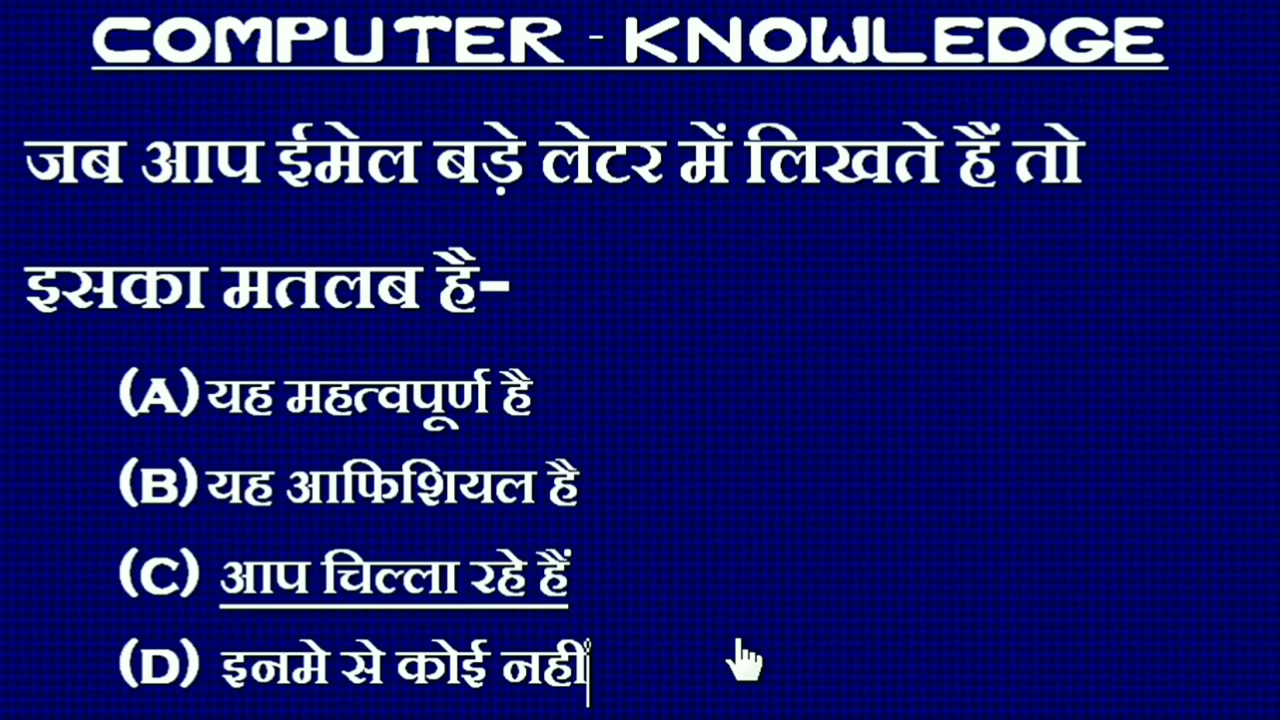 COMPUTER - KNOWLEDGE
जब आप ईमेल बड़े लेटर में लिखते हैं तो
इसका मतलब है-
(A) यह महत्वपूर्ण है
(B) यह आफिशियल है
(C) आप चिल्ला रहे हैं
(D) इनमे से कोई नहीं